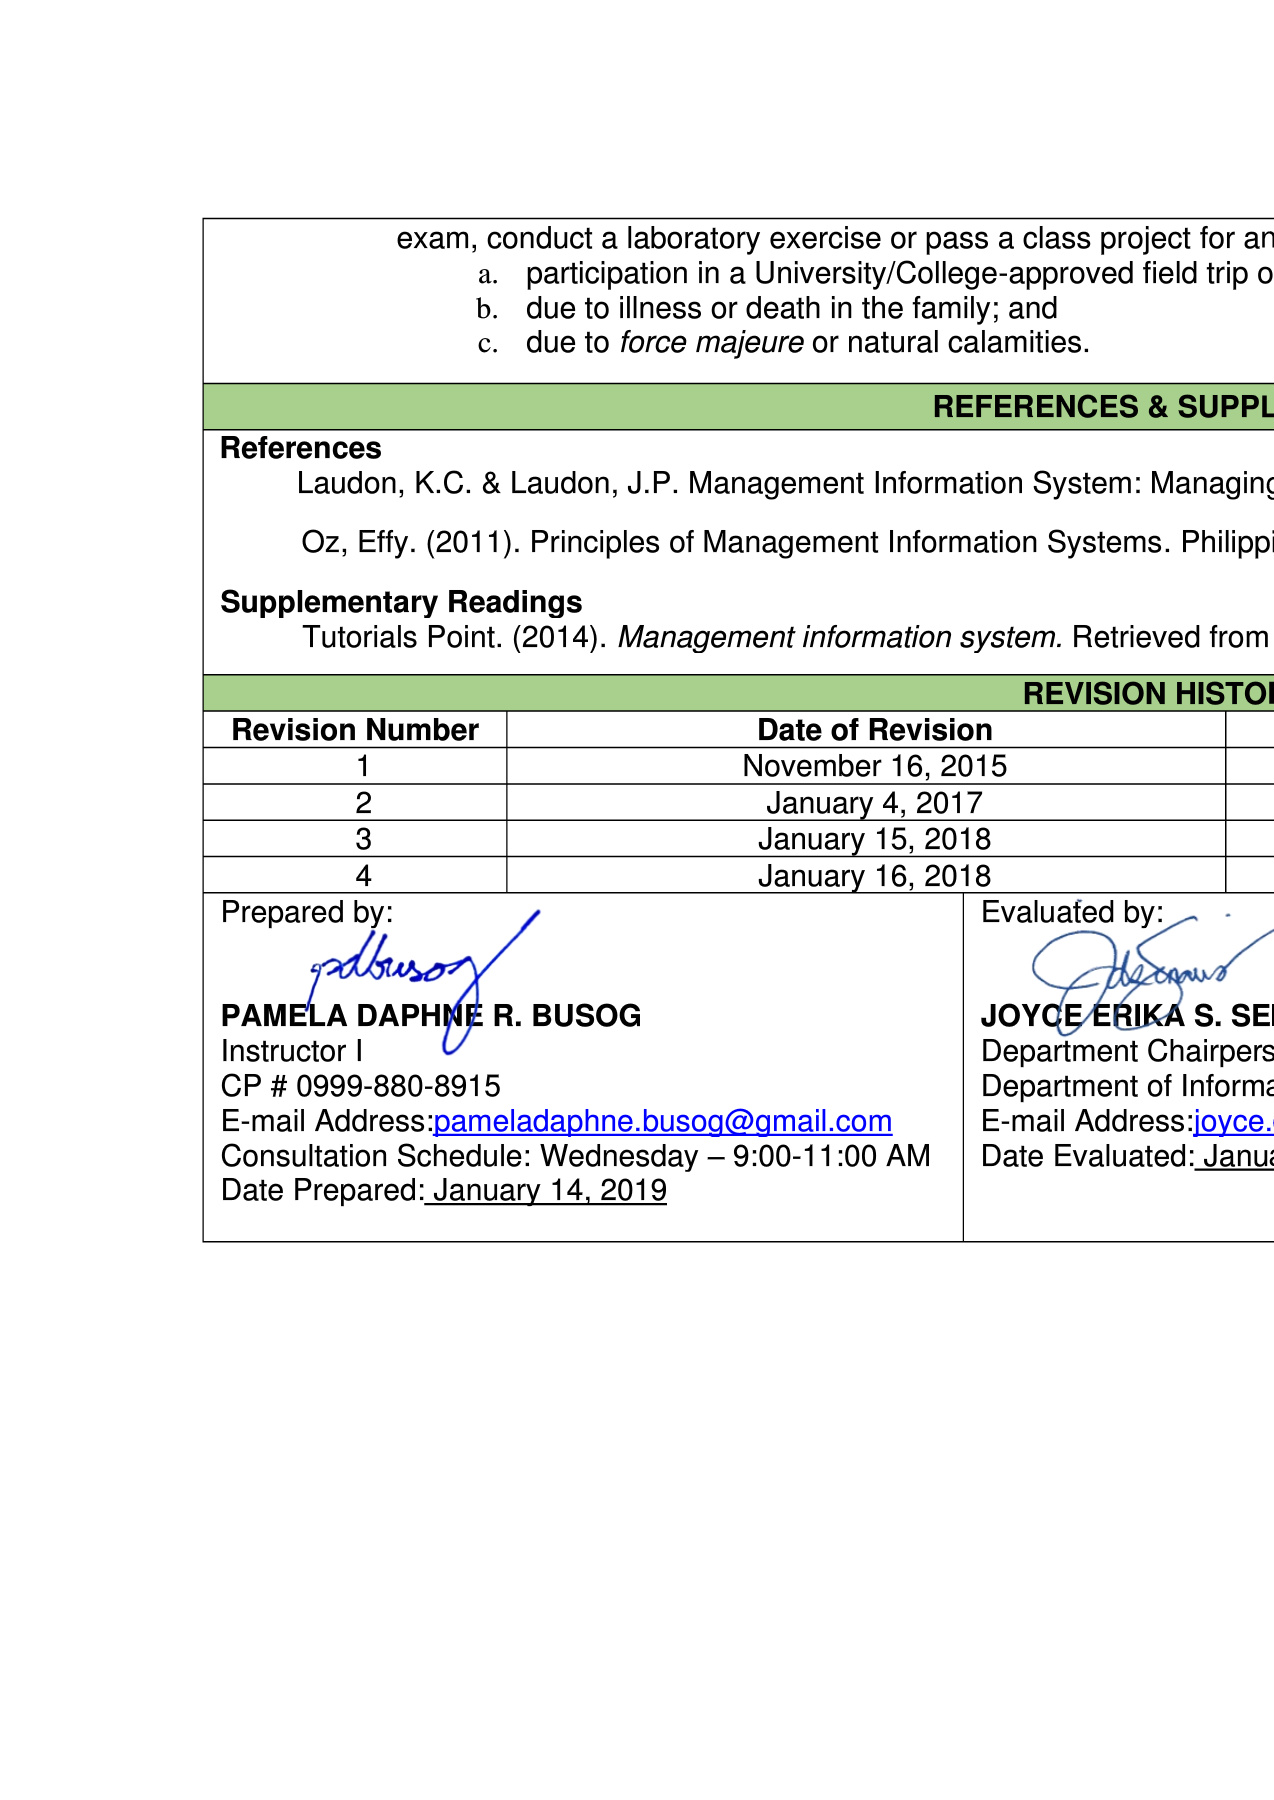 exam, conduct a laboratory exercise or pass a class project for an
a. participation in a University/College-approved field trip o
b. due to illness or death in the family; and
c. due to force majeure or natural calamities.
REFERENCES & SUPPL
References
Laudon, K.C. & Laudon, J.P. Management Information System: Managing
Oz, Effy. (2011). Principles of Management Information Systems. Philippi
Supplementary Readings
Tutorials Point. (2014). Management information system. Retrieved from
REVISION HISTO
Revision Number Date of Revision
1 November 16, 2015
2 January 4, 2017
3 January 15, 2018
4 January 16, 2018
Prepared by:
pdbusog
PAMELA DAPHNE R. BUSOG
Instructor I
CP # 0999-880-8915
E-mail Address:pameladaphne.busog@gmail.com
Consultation Schedule: Wednesday – 9:00-11:00 AM
Date Prepared: January 14, 2019
Evaluated by:
JOYCE ERIKA S. SE
Department Chairpers
Department of Informa
E-mail Address:joyce.
Date Evaluated: Janua